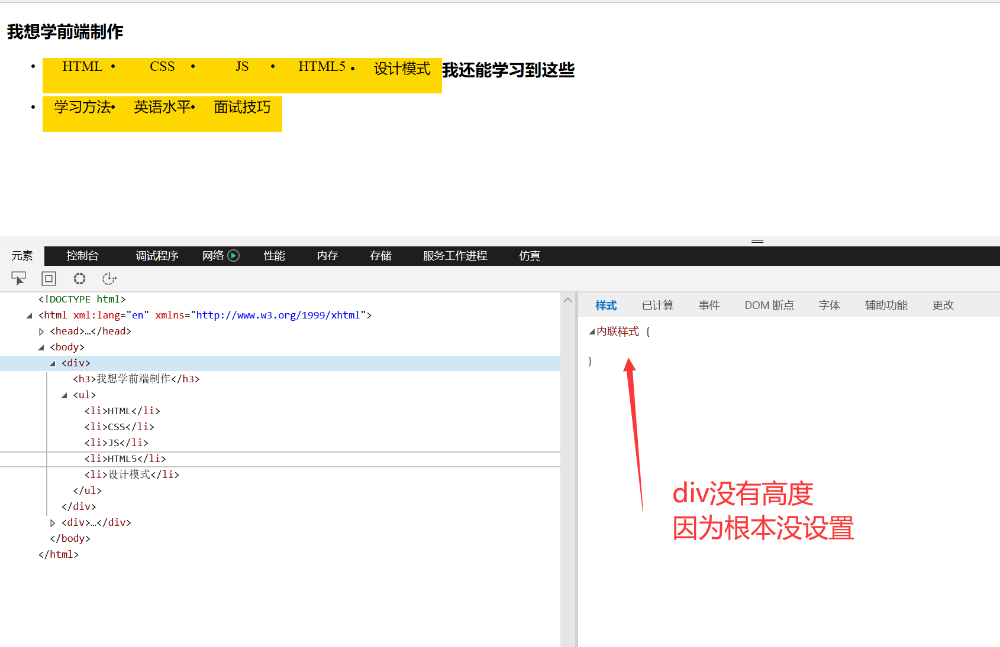 我想学前端制作
• HTML • CSS • JS • HTML5 • 设计模式 我还能学习到这些
• 学习方法 • 英语水平 • 面试技巧
元素 控制台 调试程序 网络 性能 内存 存储 服务工作进程 仿真
<!DOCTYPE html>
<html xml:lang="en" xmlns="http://www.w3.org/1999/xhtml">
<head>…</head>
<body>
<div>
<h3>我想学前端制作</h3>
<ul>
<li>HTML</li>
<li>CSS</li>
<li>JS</li>
<li>HTML5</li>
<li>设计模式</li>
</ul>
</div>
<div>…</div>
</body>
</html>
样式 已计算 事件 DOM 断点 字体 辅助功能 更改
内联样式 {
}
div没有高度
因为根本没设置